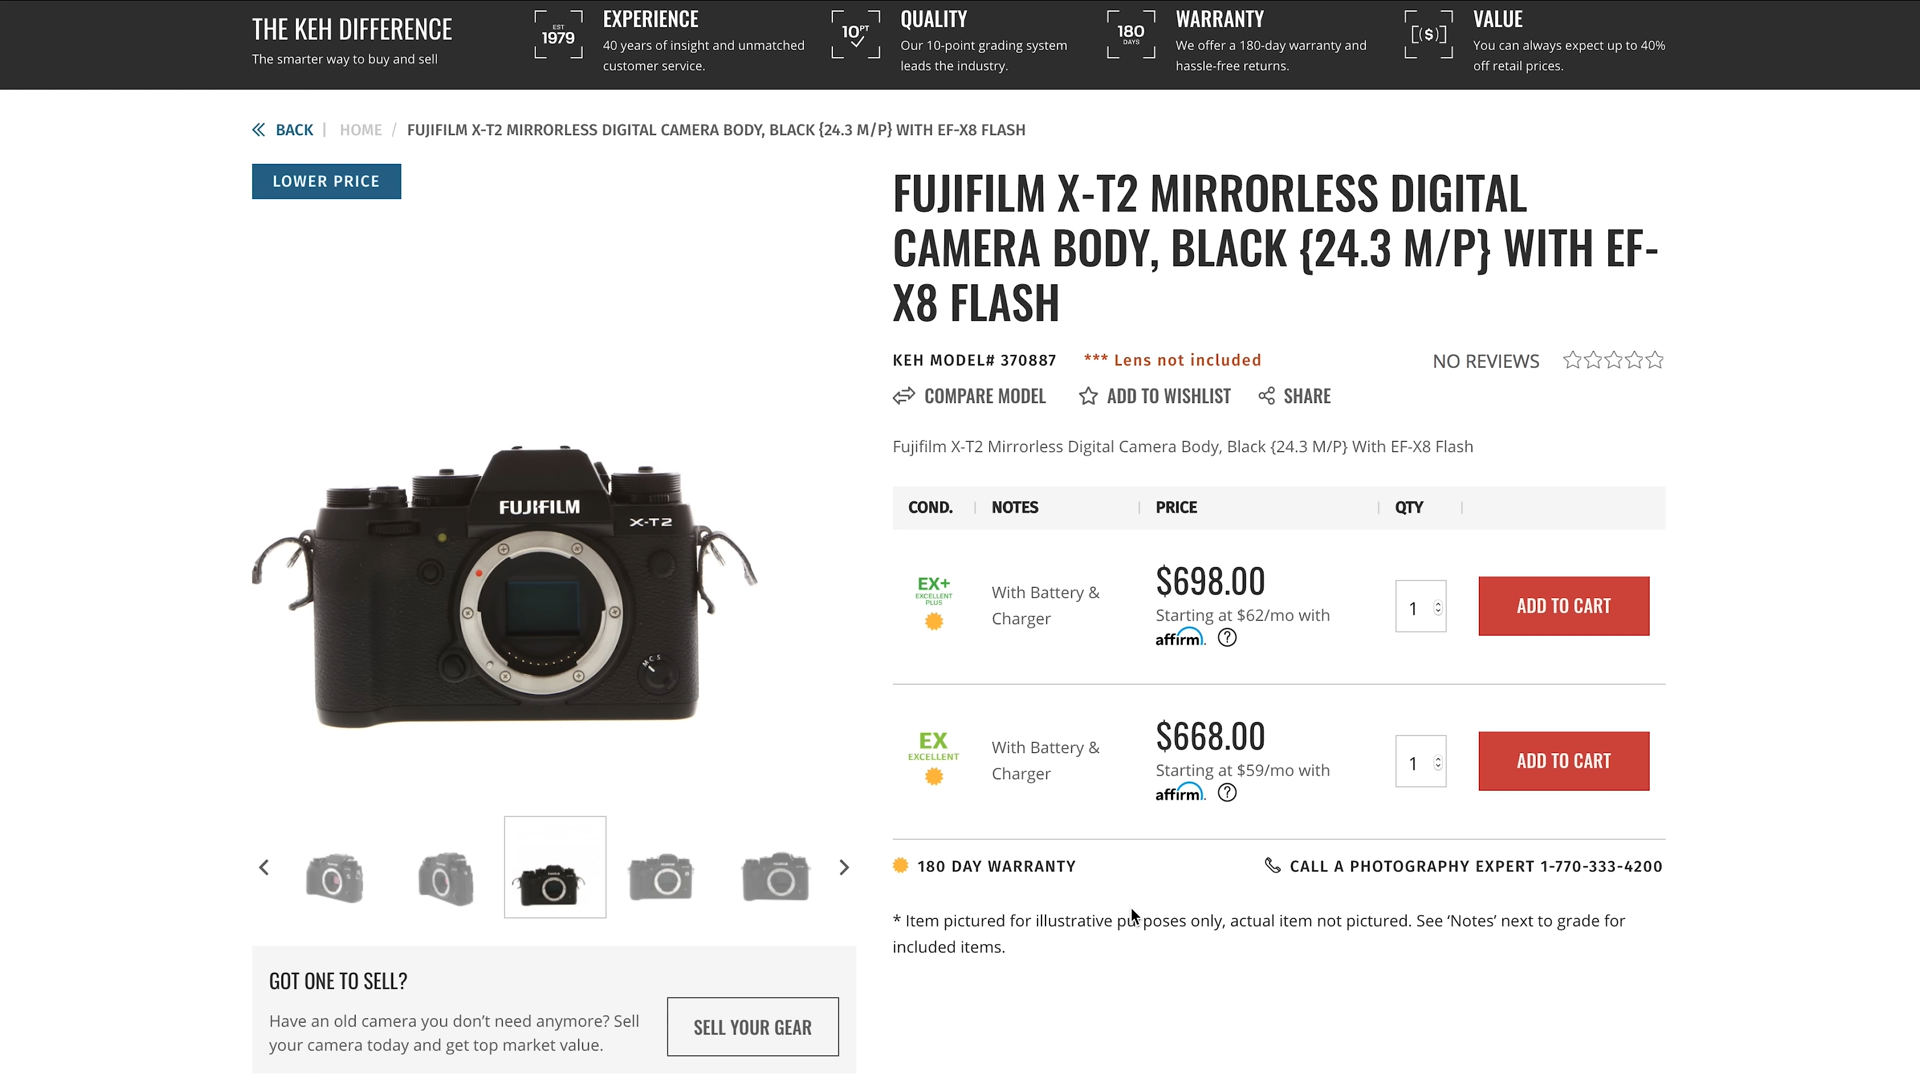 THE KEH DIFFERENCE
The smarter way to buy and sell
EST
1979
EXPERIENCE
40 years of insight and unmatched
customer service.
10PT
QUALITY
Our 10-point grading system
leads the industry.
180
DAYS
WARRANTY
We offer a 180-day warranty and
hassle-free returns.
($)
VALUE
You can always expect up to 40%
off retail prices.
BACK | HOME / FUJIFILM X-T2 MIRRORLESS DIGITAL CAMERA BODY, BLACK {24.3 M/P} WITH EF-X8 FLASH
LOWER PRICE
FUJIFILM
X-T2
M C S
FUJIFILM X-T2 MIRRORLESS DIGITAL
CAMERA BODY, BLACK {24.3 M/P} WITH EF-
X8 FLASH
KEH MODEL# 370887 *** Lens not included NO REVIEWS
COMPARE MODEL ADD TO WISHLIST SHARE
Fujifilm X-T2 Mirrorless Digital Camera Body, Black {24.3 M/P} With EF-X8 Flash
COND. | NOTES | PRICE | QTY |
EX+
EXCELLENT
PLUS
With Battery &
Charger
$698.00
Starting at $62/mo with
affirm. ?
1
ADD TO CART
EX
EXCELLENT
With Battery &
Charger
$668.00
Starting at $59/mo with
affirm. ?
1
ADD TO CART
180 DAY WARRANTY CALL A PHOTOGRAPHY EXPERT 1-770-333-4200
* Item pictured for illustrative purposes only, actual item not pictured. See ‘Notes’ next to grade for
included items.
GOT ONE TO SELL?
Have an old camera you don’t need anymore? Sell
your camera today and get top market value.
SELL YOUR GEAR